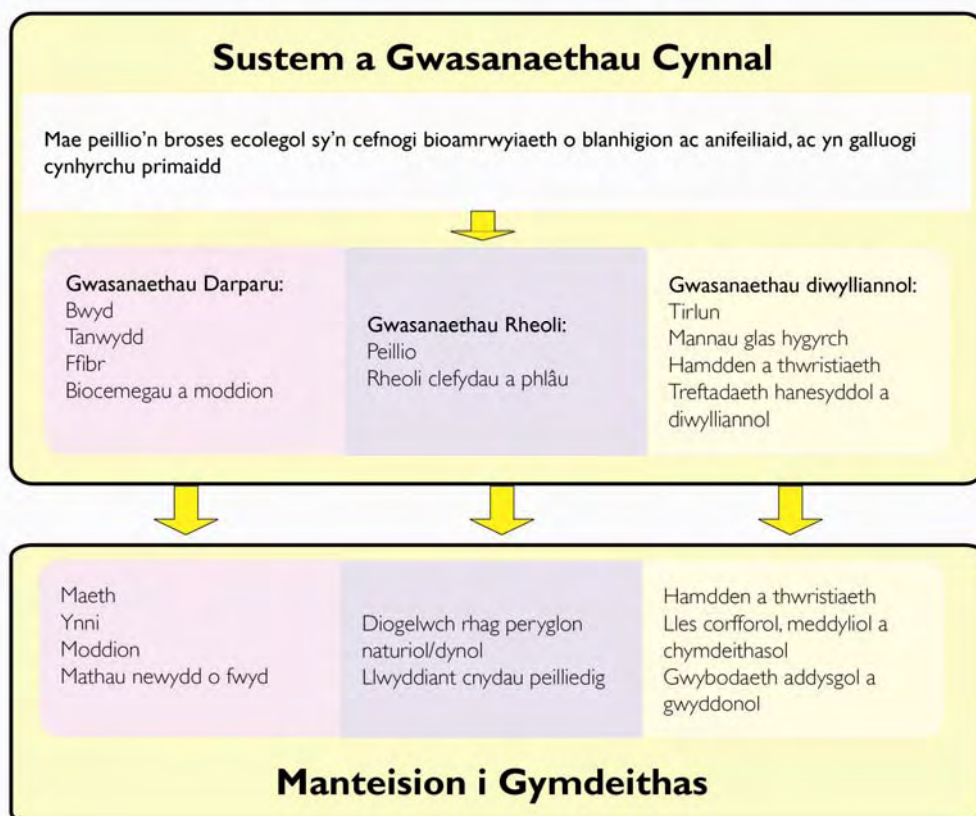 Sustem a Gwasanaethau Cynnal
Mae peillio'n broses ecolegol sy'n cefnogi bioamrwyiaeth o blanhigion ac anifeiliaid, ac yn galluogi
cynhyrchu primaidd
Gwasanaethau Darparu:
Bwyd
Tanwydd
Ffibr
Biocemegau a moddion
Gwasanaethau Rheoli:
Peillio
Rheoli clefydau a phlâu
Gwasanaethau diwylliannol:
Tirlun
Mannau glas hygyrch
Hamdden a thwristiaeth
Treftadaeth hanesyddol a
diwylliannol
Maeth
Ynni
Moddion
Mathau newydd o fwyd
Diogelwch rhag peryglon
naturiol/dynol
Llwyddiant cnydau peilliedig
Hamdden a thwristiaeth
Lles corfforol, meddyliol a
chymdeithasol
Gwybodaeth addysgol a
gwyddonol
Manteision i Gymdeithas